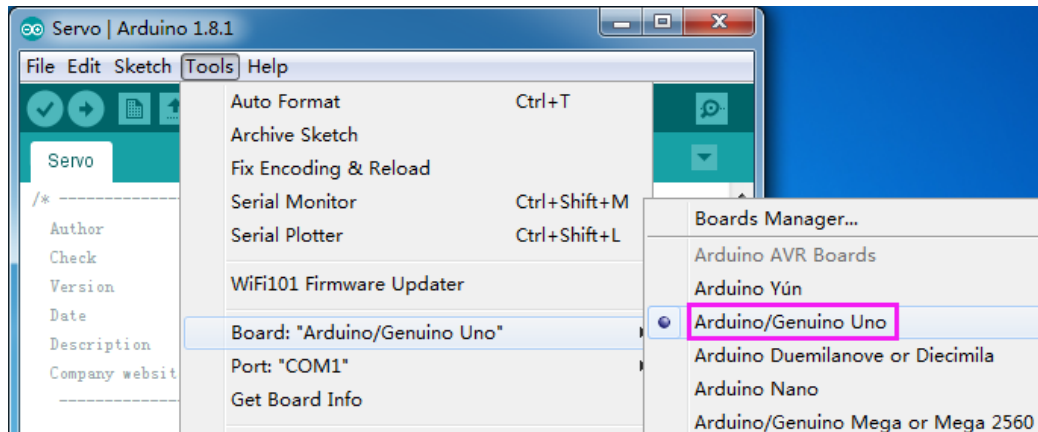 Servo | Arduino 1.8.1
File Edit Sketch Tools Help
Servo
/* --------------
Author
Check
Version
Date
Description
Company websit
--------------
Auto Format Ctrl+T
Archive Sketch
Fix Encoding & Reload
Serial Monitor Ctrl+Shift+M
Serial Plotter Ctrl+Shift+L
WiFi101 Firmware Updater
Board: "Arduino/Genuino Uno"
Port: "COM1"
Get Board Info
Boards Manager...
Arduino AVR Boards
Arduino Yún
Arduino/Genuino Uno
Arduino Duemilanove or Diecimila
Arduino Nano
Arduino/Genuino Mega or Mega 2560